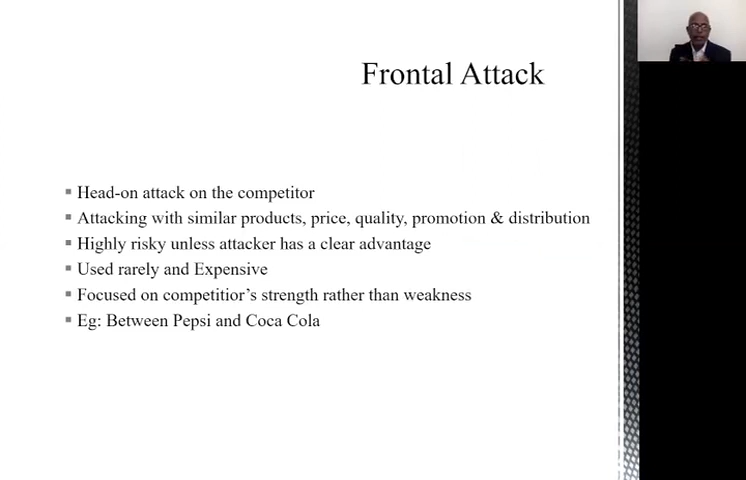 Frontal Attack
▪ Head-on attack on the competitor
▪ Attacking with similar products, price, quality, promotion & distribution
▪ Highly risky unless attacker has a clear advantage
▪ Used rarely and Expensive
▪ Focused on competitior’s strength rather than weakness
▪ Eg: Between Pepsi and Coca Cola